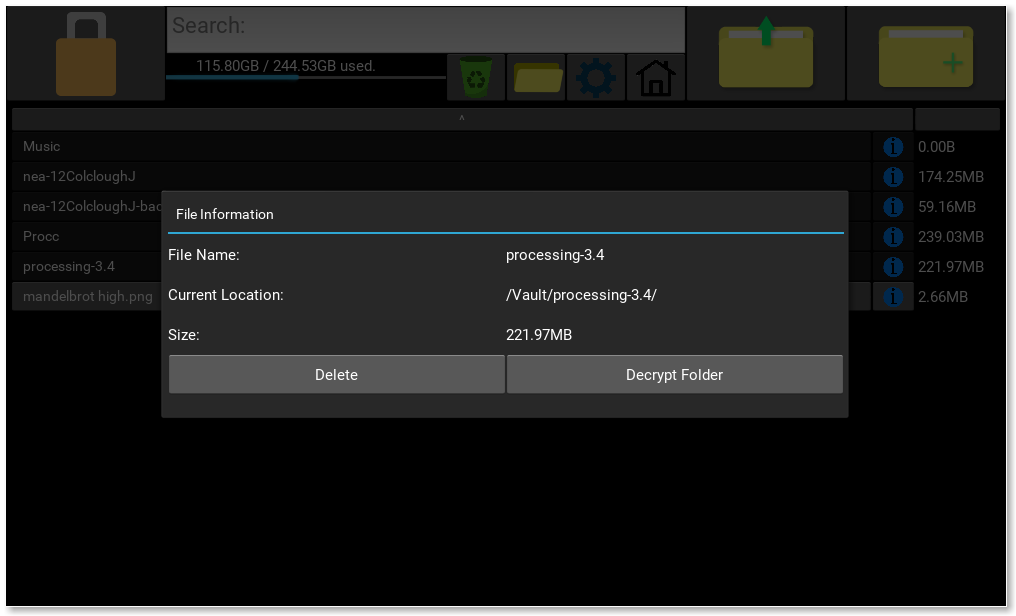 Search:
115.80GB / 244.53GB used.
^
Music 0.00B
nea-12ColcloughJ 174.25MB
nea-12ColcloughJ-bac 59.16MB
Procc 239.03MB
processing-3.4 221.97MB
mandelbrot high.png 2.66MB
File Information
File Name: processing-3.4
Current Location: /Vault/processing-3.4/
Size: 221.97MB
Delete Decrypt Folder